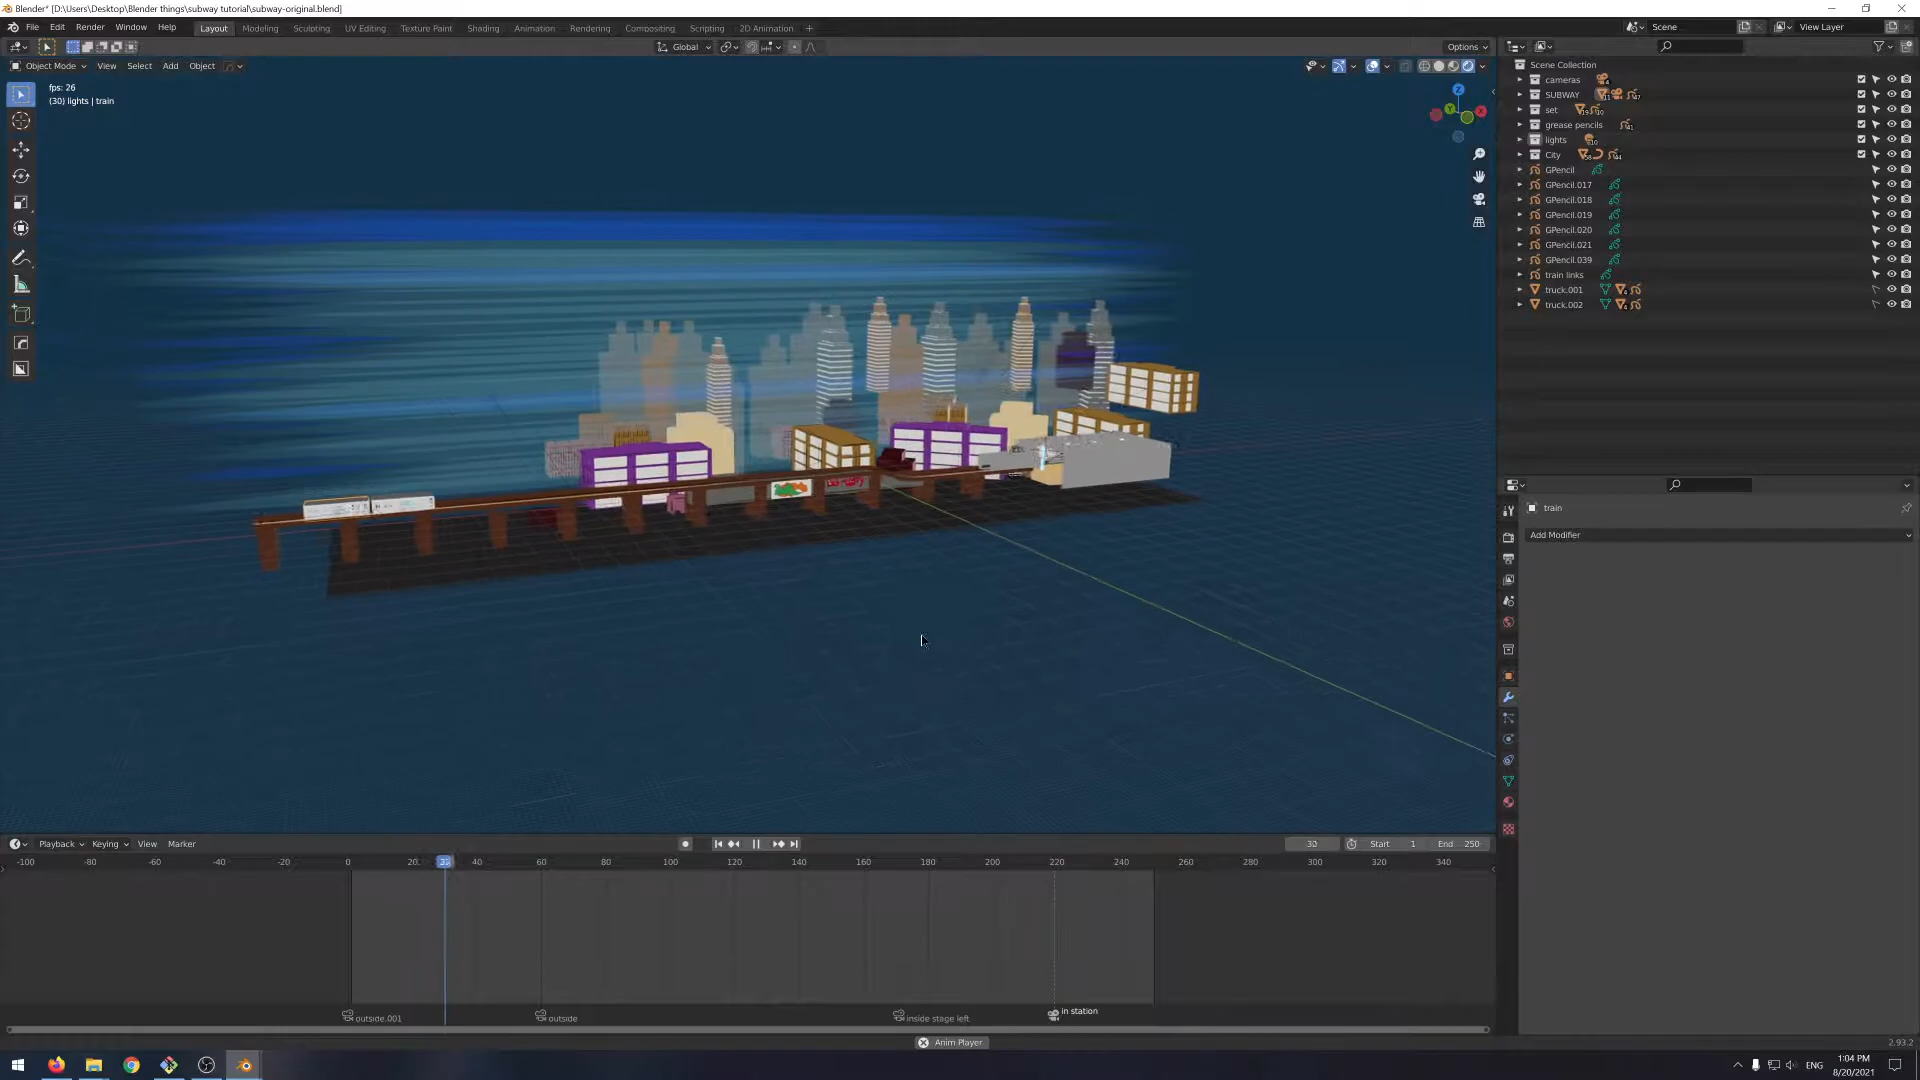 Blender* [D:\Users\Desktop\Blender things\subway tutorial\subway-original.blend]
File Edit Render Window Help Layout Modeling Sculpting UV Editing Texture Paint Shading Animation Rendering Compositing Scripting 2D Animation + Scene View Layer
Global Options
Object Mode View Select Add Object
fps: 26
(30) lights | train
Z
X
Y
Scene Collection
cameras
SUBWAY
set
grease pencils
lights
City
GPencil
GPencil.017
GPencil.018
GPencil.019
GPencil.020
GPencil.021
GPencil.039
train links
truck.001
truck.002
train
Add Modifier
Playback Keying View Marker 30 Start 1 End 250
-100 -80 -60 -40 -20 0 20 30 40 60 80 100 120 140 160 180 200 220 240 260 280 300 320 340
outside.001 outside inside stage left in station
Anim Player 2.93.2
ENG 1:04 PM
8/20/2021